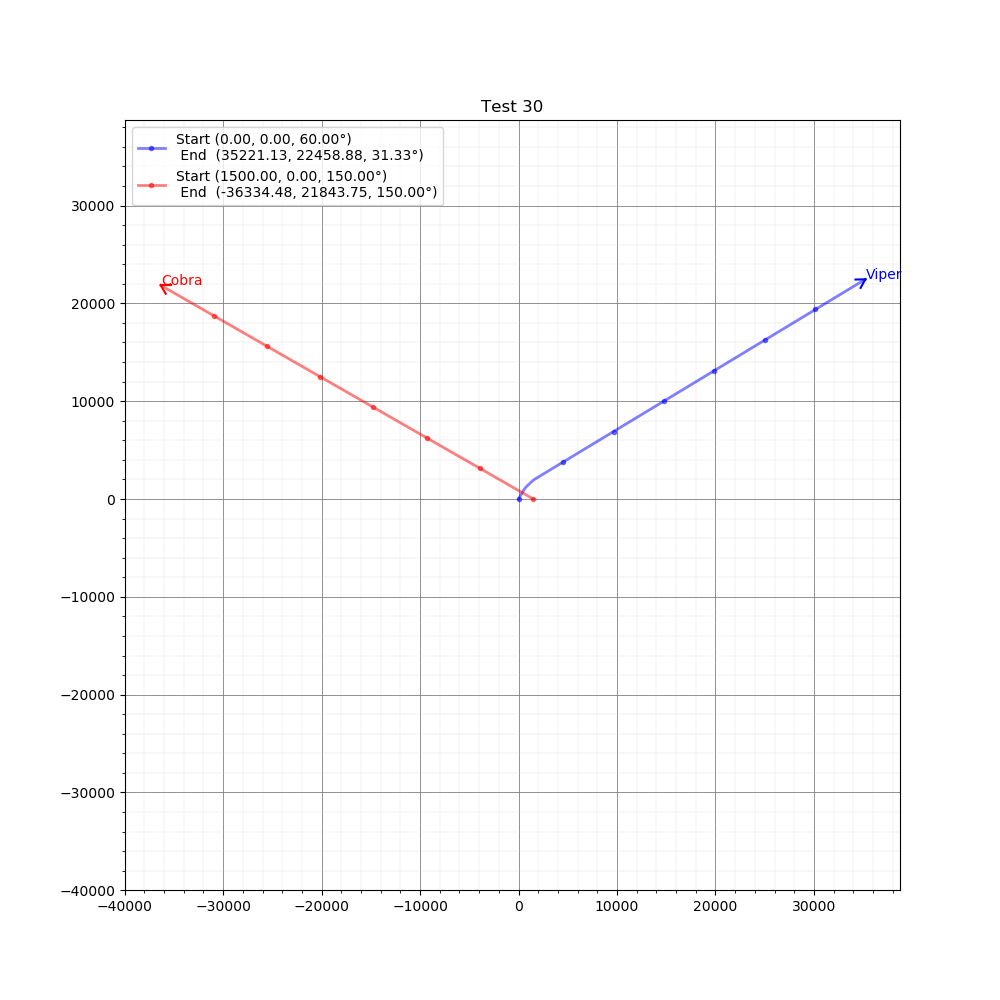 Test 30
Start (0.00, 0.00, 60.00°)
End (35221.13, 22458.88, 31.33°)
Start (1500.00, 0.00, 150.00°)
End (-36334.48, 21843.75, 150.00°)
30000
20000
10000
0
−10000
−20000
−30000
−40000
Cobra
Viper
−40000
−30000
−20000
−10000
0
10000
20000
30000